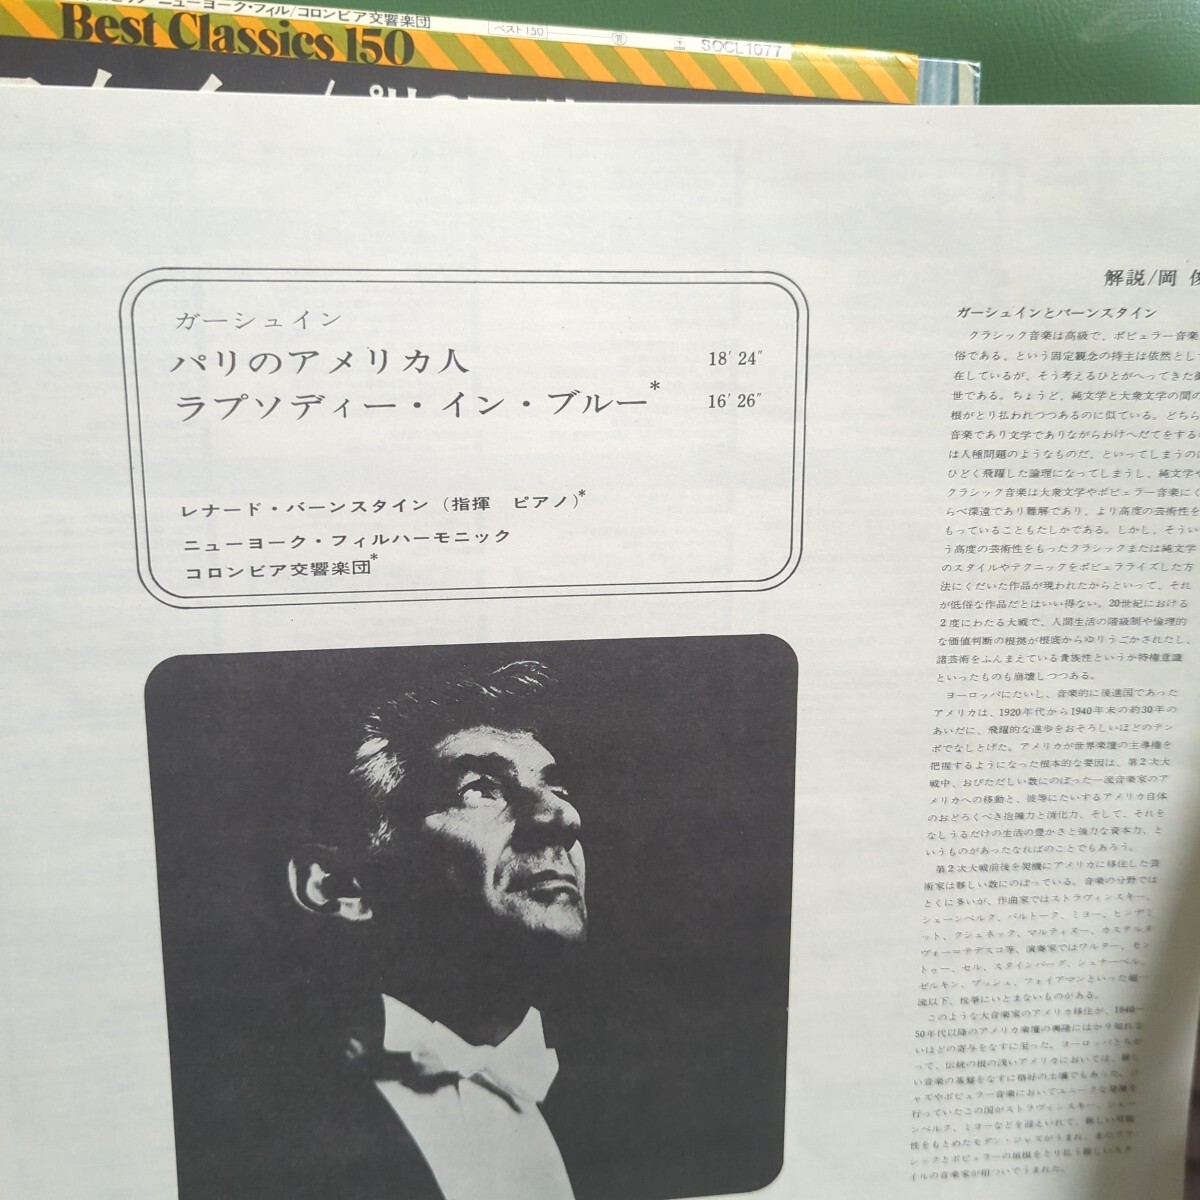 ニューヨーク・フィル/コロンビア交響楽団
Best Classics 150
ベスト150
SOCL1077
ガーシュイン
パリのアメリカ人 18′24″
ラプソディー・イン・ブルー* 16′26″
レナード・バーンスタイン（指揮 ピアノ）*
ニューヨーク・フィルハーモニック
コロンビア交響楽団*
解説/岡 俊
ガーシュインとバーンスタイン
クラシック音楽は高級で、ポピュラー音楽
俗である、という固定観念の持主は依然とし
在しているが、そう考えるひとがへってきた
世である。ちょうど、純文学と大衆文学の間の
根がとり払われつつあるのに似ている。どちら
音楽であり文学でありながらわけへだてをする
は人種問題のようなものだ、といってしまうの
ひどく飛躍した論理になってしまうし、純文学や
クラシック音楽は大衆文学やポピュラー音楽にく
らべ深遠であり難解であり、より高度の芸術性を
もっていることもたしかである。しかし、そうい
う高度の芸術性をもったクラシックまたは純文学
のスタイルやテクニックをポピュラライズした方
法にくだいた作品が現われたからといって、それ
が低俗な作品だとはいい得ない。20世紀における
2度にわたる大戦で、人間生活の階級制や倫理的
な価値判断の根拠が根底からゆりうごかされたし、
諸芸術をふんまえている貴族性というか特権意識
といったものも崩壊しつつある。
ヨーロッパにたいし、音楽的に後進国であった
アメリカは、1920年代から1940年末の約30年の
あいだに、飛躍的な進歩をおそろしいほどのテン
ポでなしとげた。アメリカが世界楽壇の主導権を
把握するようになった根本的な要因は、第2次大
戦中、おびただしい数にのぼった一流音楽家のア
メリカへの移動と、彼等にたいするアメリカ自体
のおどろくべき抱擁力と消化力、そして、それを
なしうるだけの生活の豊かさと強力な資本力、と
いうものがあったなればのことでもあろう。
第2次大戦前後を契機にアメリカに移住した芸
術家は夥しい数にのぼっている。音楽の分野では
とくに多いが、作曲家ではストラヴィンスキー、
シェーンベルク、バルトーク、ミヨー、ヒンデミ
ット、クシェネック、マルティヌー、カステルヌ
ヴォー=テデスコ等、演奏家ではワルター、モン
トゥー、セル、スタインバーグ、シュナーベル、
ゼルキン、ブッシュ、フォイアマンといった超一
流以下、枚挙にいとまないものがある。
このような大音楽家のアメリカ移住が、1940—
50年代以降のアメリカ楽壇の興隆にはかり知れな
いほどの寄与をなすに至った。ヨーロッパとちが
って、伝統の根の浅いアメリカにおいては、新し
い音楽の基盤をなすに格好の土壌でもあった。ジ
ャズやポピュラー音楽においてユニークな発展を
行っていたこの国がストラヴィンスキー、シェー
ンベルク、ミヨーなどを迎えいれて、新しい可能
性をもとめたモダン・ジャズがうまれ、またクラ
シックとポピュラーの垣根をとり払う新しいスタ
イルの音楽家が相ついでうまれた。